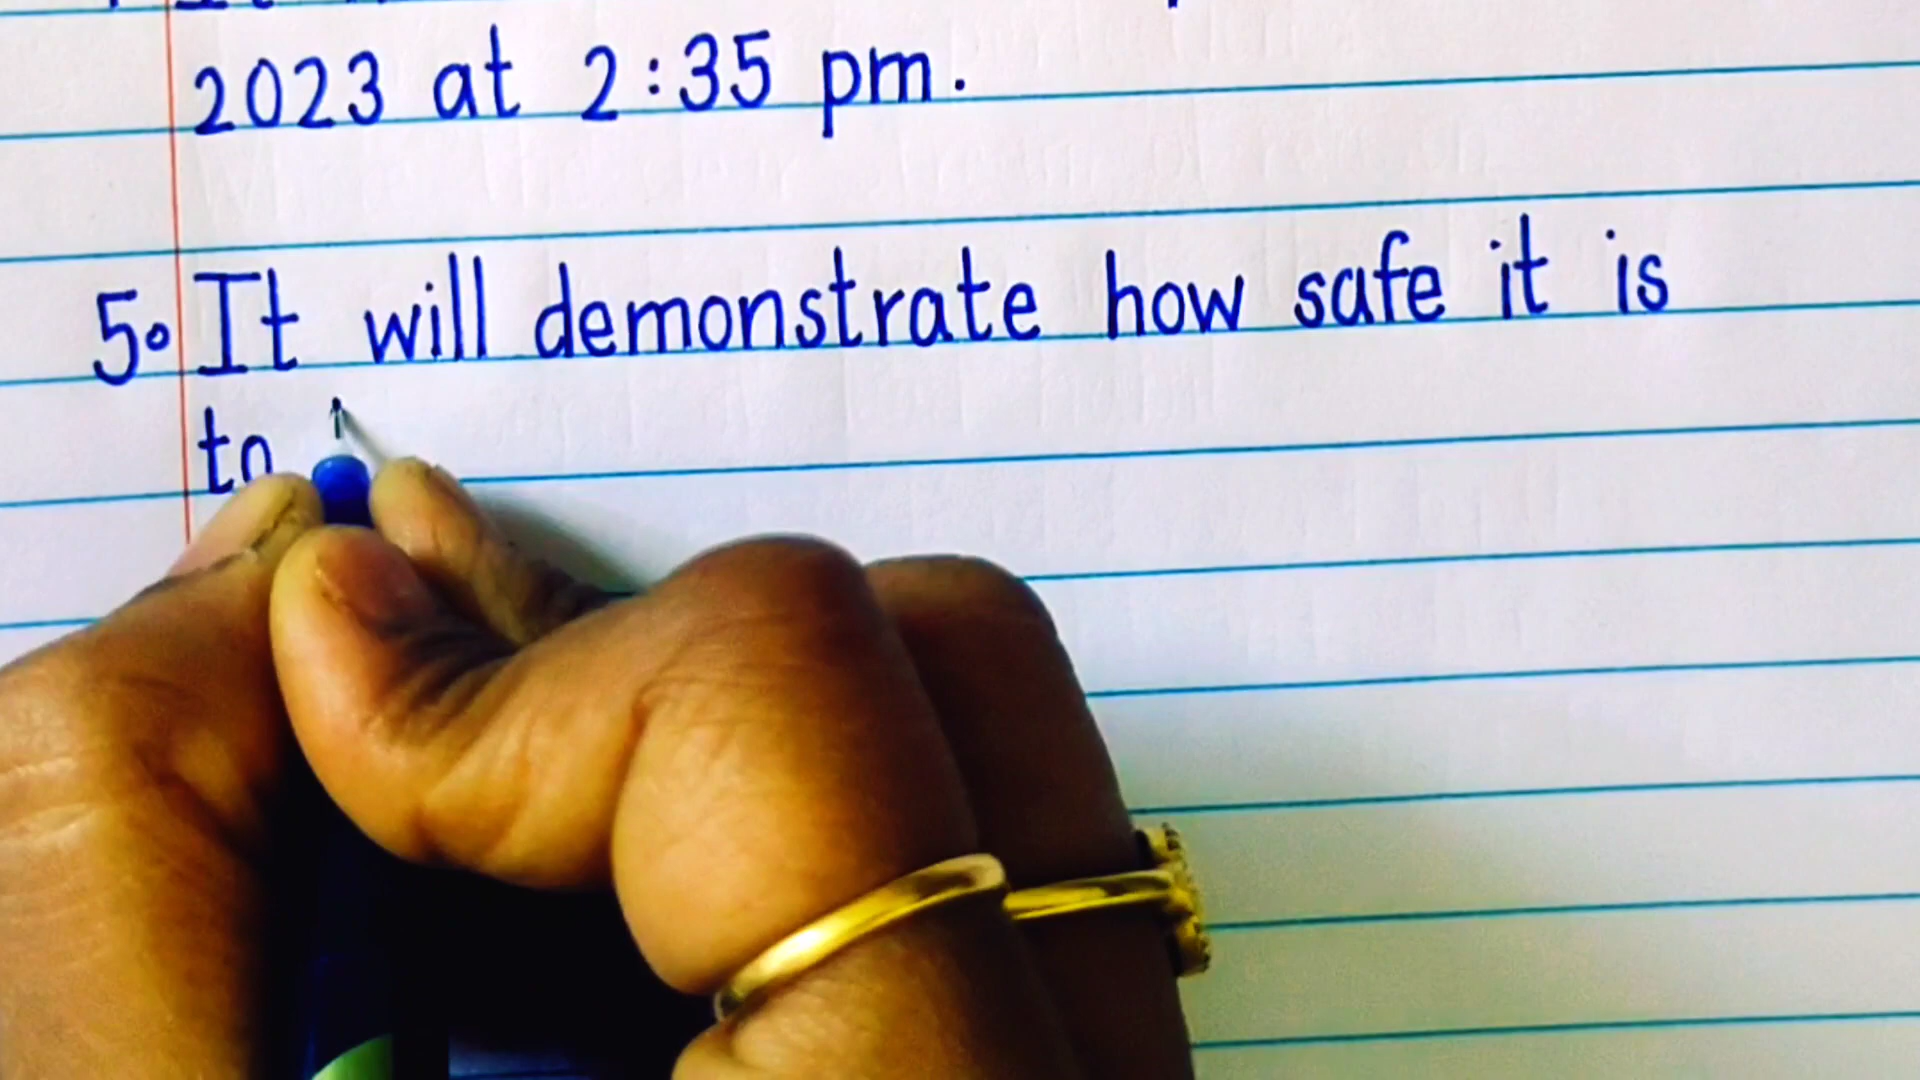 2023 at 2:35 pm.
5. It will demonstrate how safe it is
to